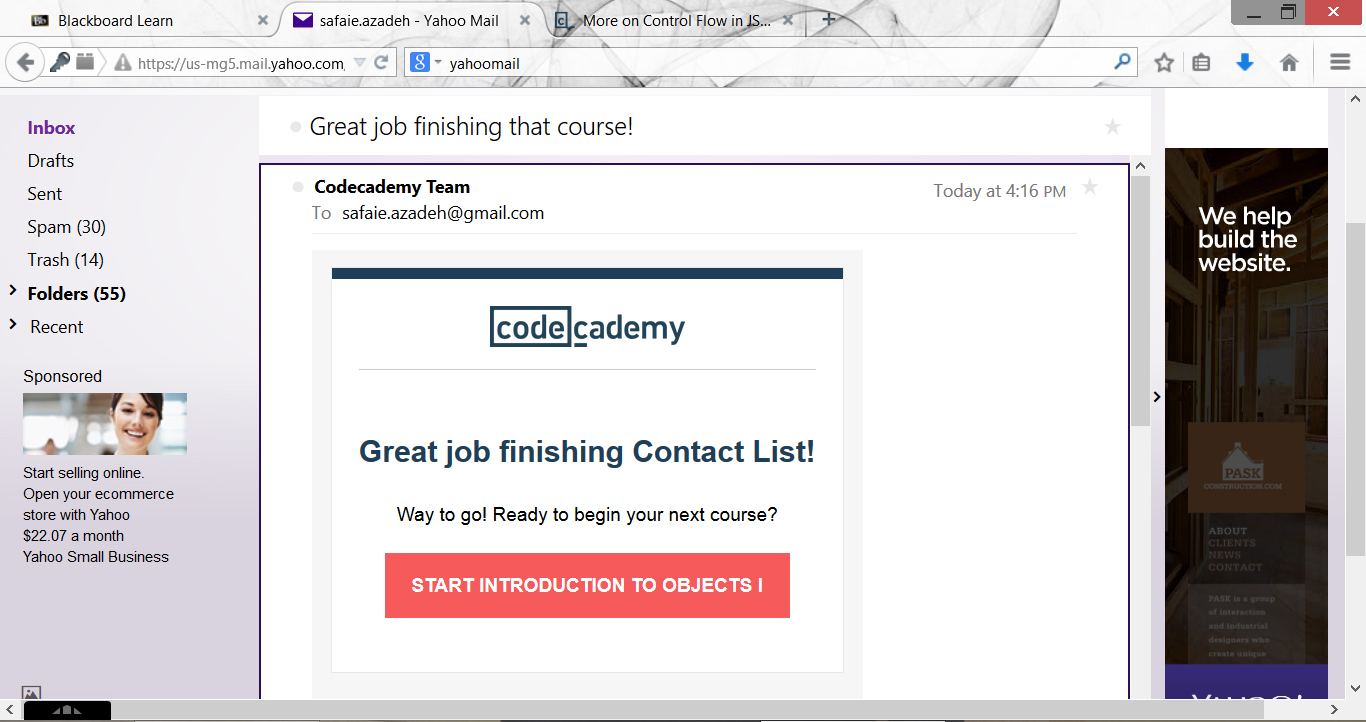 Blackboard Learn
safaie.azadeh - Yahoo Mail
More on Control Flow in JS...
https://us-mg5.mail.yahoo.com
yahoomail
Inbox
Drafts
Sent
Spam (30)
Trash (14)
Folders (55)
Recent
Sponsored
Start selling online.
Open your ecommerce
store with Yahoo
$22.07 a month
Yahoo Small Business
Great job finishing that course!
Codecademy Team
Today at 4:16 PM
To safaie.azadeh@gmail.com
codecademy
Great job finishing Contact List!
Way to go! Ready to begin your next course?
START INTRODUCTION TO OBJECTS I
We help
build the
website.
PASK
CONSTRUCTION.COM
ABOUT
CLIENTS
NEWS
CONTACT
PASK is a group
of interaction
and industrial
designers who
create unique